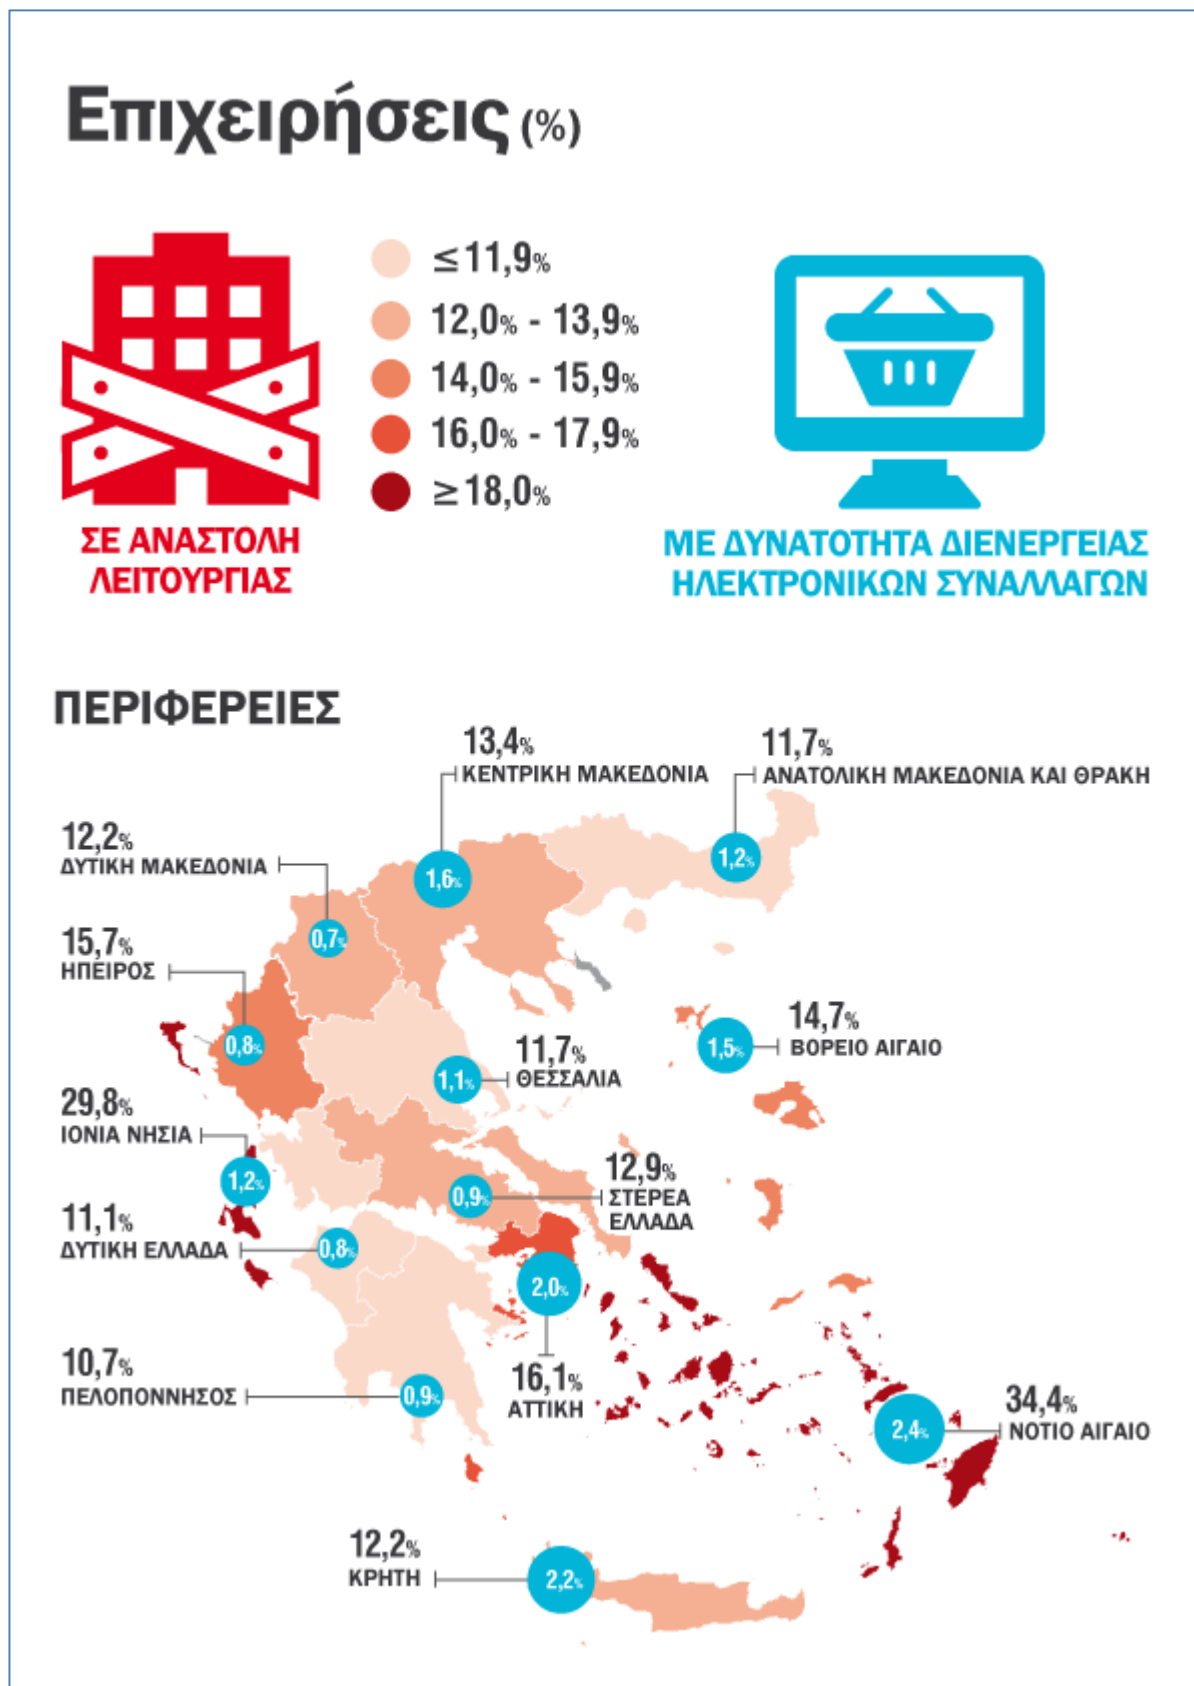 Επιχειρήσεις (%)
≤ 11,9%
12,0% - 13,9%
14,0% - 15,9%
16,0% - 17,9%
≥ 18,0%
ΣΕ ΑΝΑΣΤΟΛΗ
ΛΕΙΤΟΥΡΓΙΑΣ
ΜΕ ΔΥΝΑΤΟΤΗΤΑ ΔΙΕΝΕΡΓΕΙΑΣ
ΗΛΕΚΤΡΟΝΙΚΩΝ ΣΥΝΑΛΛΑΓΩΝ
ΠΕΡΙΦΕΡΕΙΕΣ
13,4%
ΚΕΝΤΡΙΚΗ ΜΑΚΕΔΟΝΙΑ
1,6%
11,7%
ΑΝΑΤΟΛΙΚΗ ΜΑΚΕΔΟΝΙΑ ΚΑΙ ΘΡΑΚΗ
1,2%
12,2%
ΔΥΤΙΚΗ ΜΑΚΕΔΟΝΙΑ
0,7%
15,7%
ΗΠΕΙΡΟΣ
0,8%
14,7%
ΒΟΡΕΙΟ ΑΙΓΑΙΟ
1,5%
11,7%
ΘΕΣΣΑΛΙΑ
1,1%
29,8%
ΙΟΝΙΑ ΝΗΣΙΑ
1,2%
12,9%
ΣΤΕΡΕΑ
ΕΛΛΑΔΑ
0,9%
11,1%
ΔΥΤΙΚΗ ΕΛΛΑΔΑ
0,8%
2,0%
16,1%
ΑΤΤΙΚΗ
10,7%
ΠΕΛΟΠΟΝΝΗΣΟΣ
0,9%
34,4%
ΝΟΤΙΟ ΑΙΓΑΙΟ
2,4%
12,2%
ΚΡΗΤΗ
2,2%